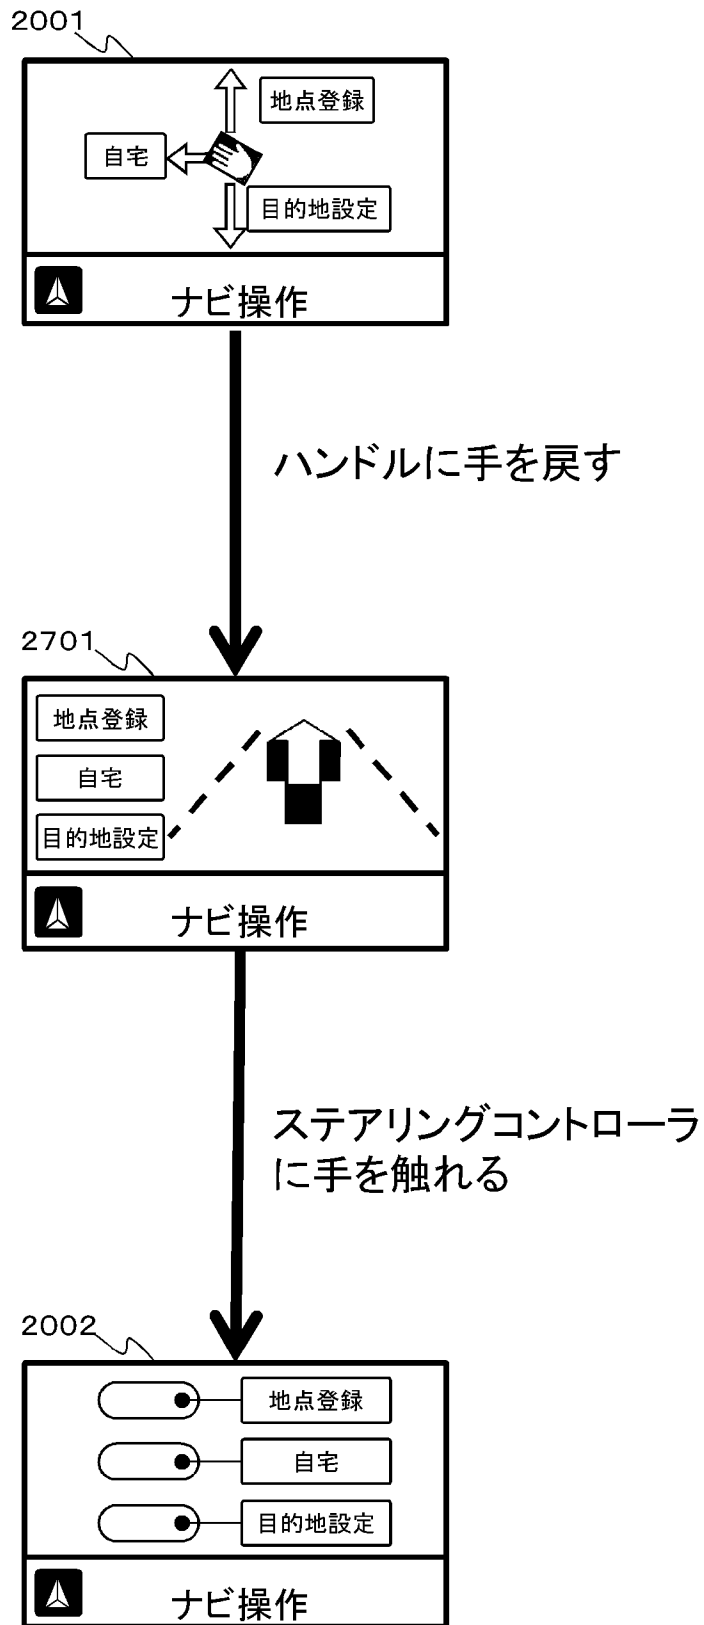 2001
地点登録
自宅
目的地設定
ナビ操作
ハンドルに手を戻す
2701
地点登録
自宅
目的地設定
ナビ操作
ステアリングコントローラ
に手を触れる
2002
地点登録
自宅
目的地設定
ナビ操作